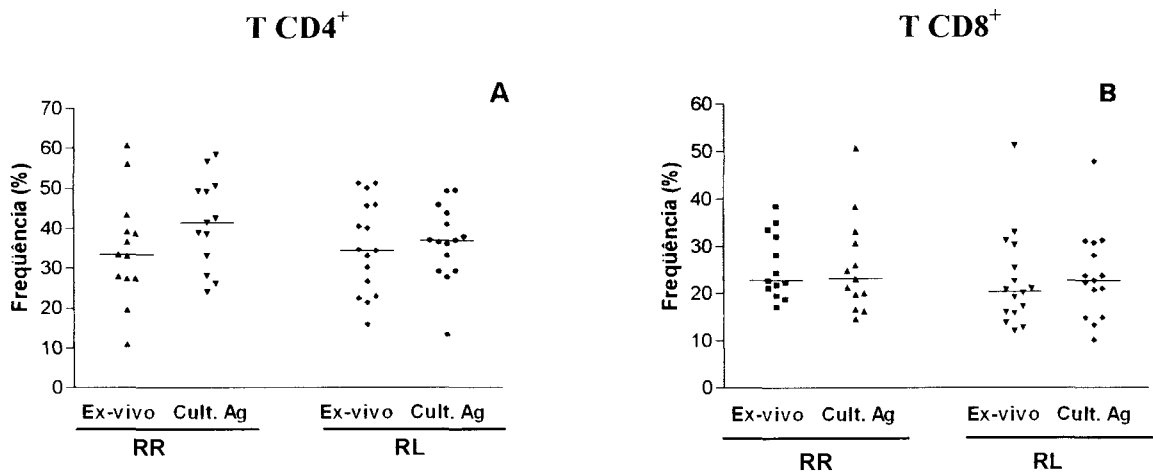 T CD4+
A
Freqüência (%)
70
60
50
40
30
20
10
0
Ex-vivo Cult. Ag Ex-vivo Cult. Ag
RR RL
T CD8+
B
Freqüência (%)
60
50
40
30
20
10
0
Ex-vivo Cult. Ag Ex-vivo Cult. Ag
RR RL